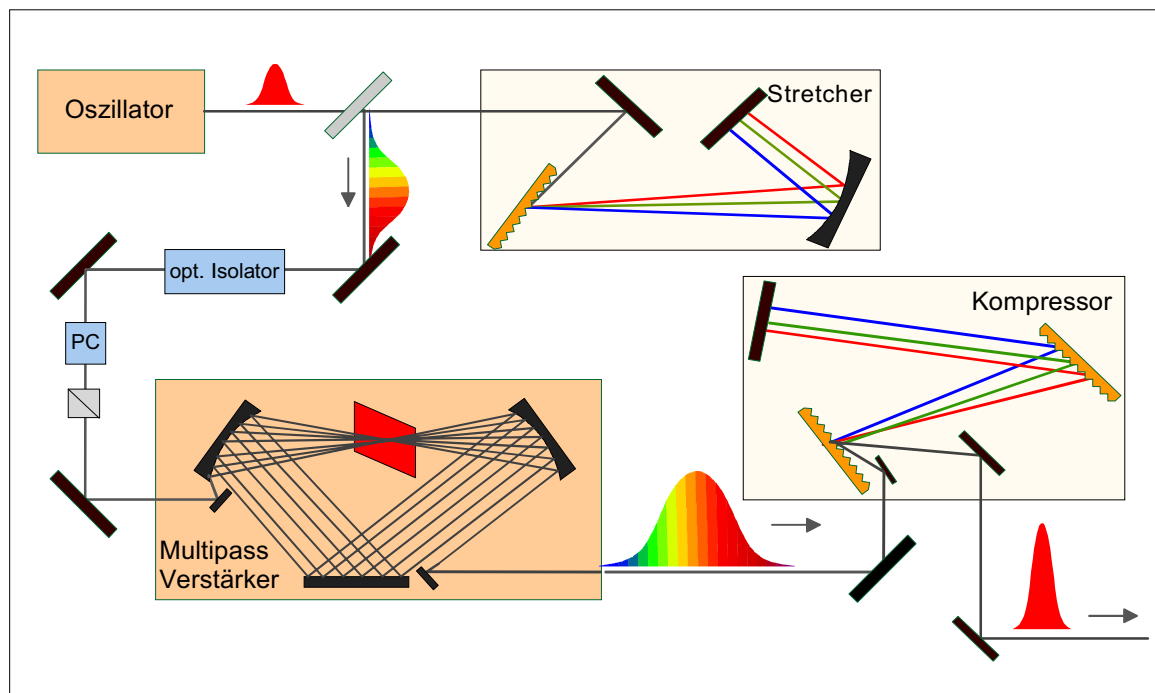 Oszillator
Stretcher
opt. Isolator
Kompressor
PC
Multipass
Verstärker